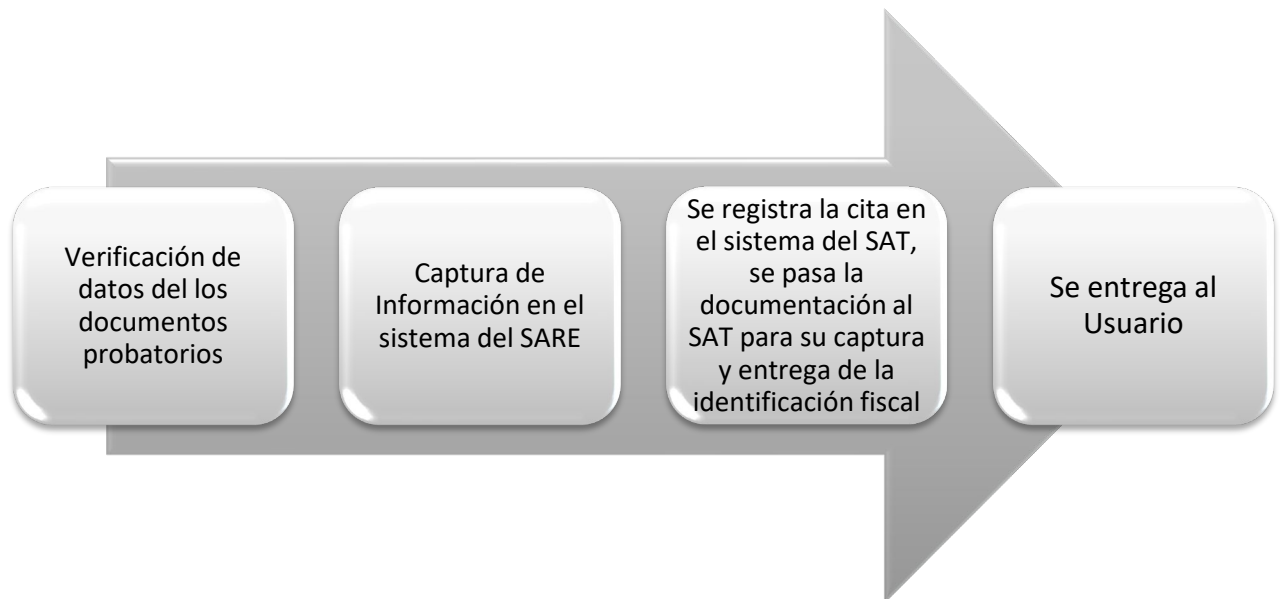 Verificación de
datos del los
documentos
probatorios
Captura de
Información en el
sistema del SARE
Se registra la cita en
el sistema del SAT,
se pasa la
documentación al
SAT para su captura
y entrega de la
identificación fiscal
Se entrega al
Usuario